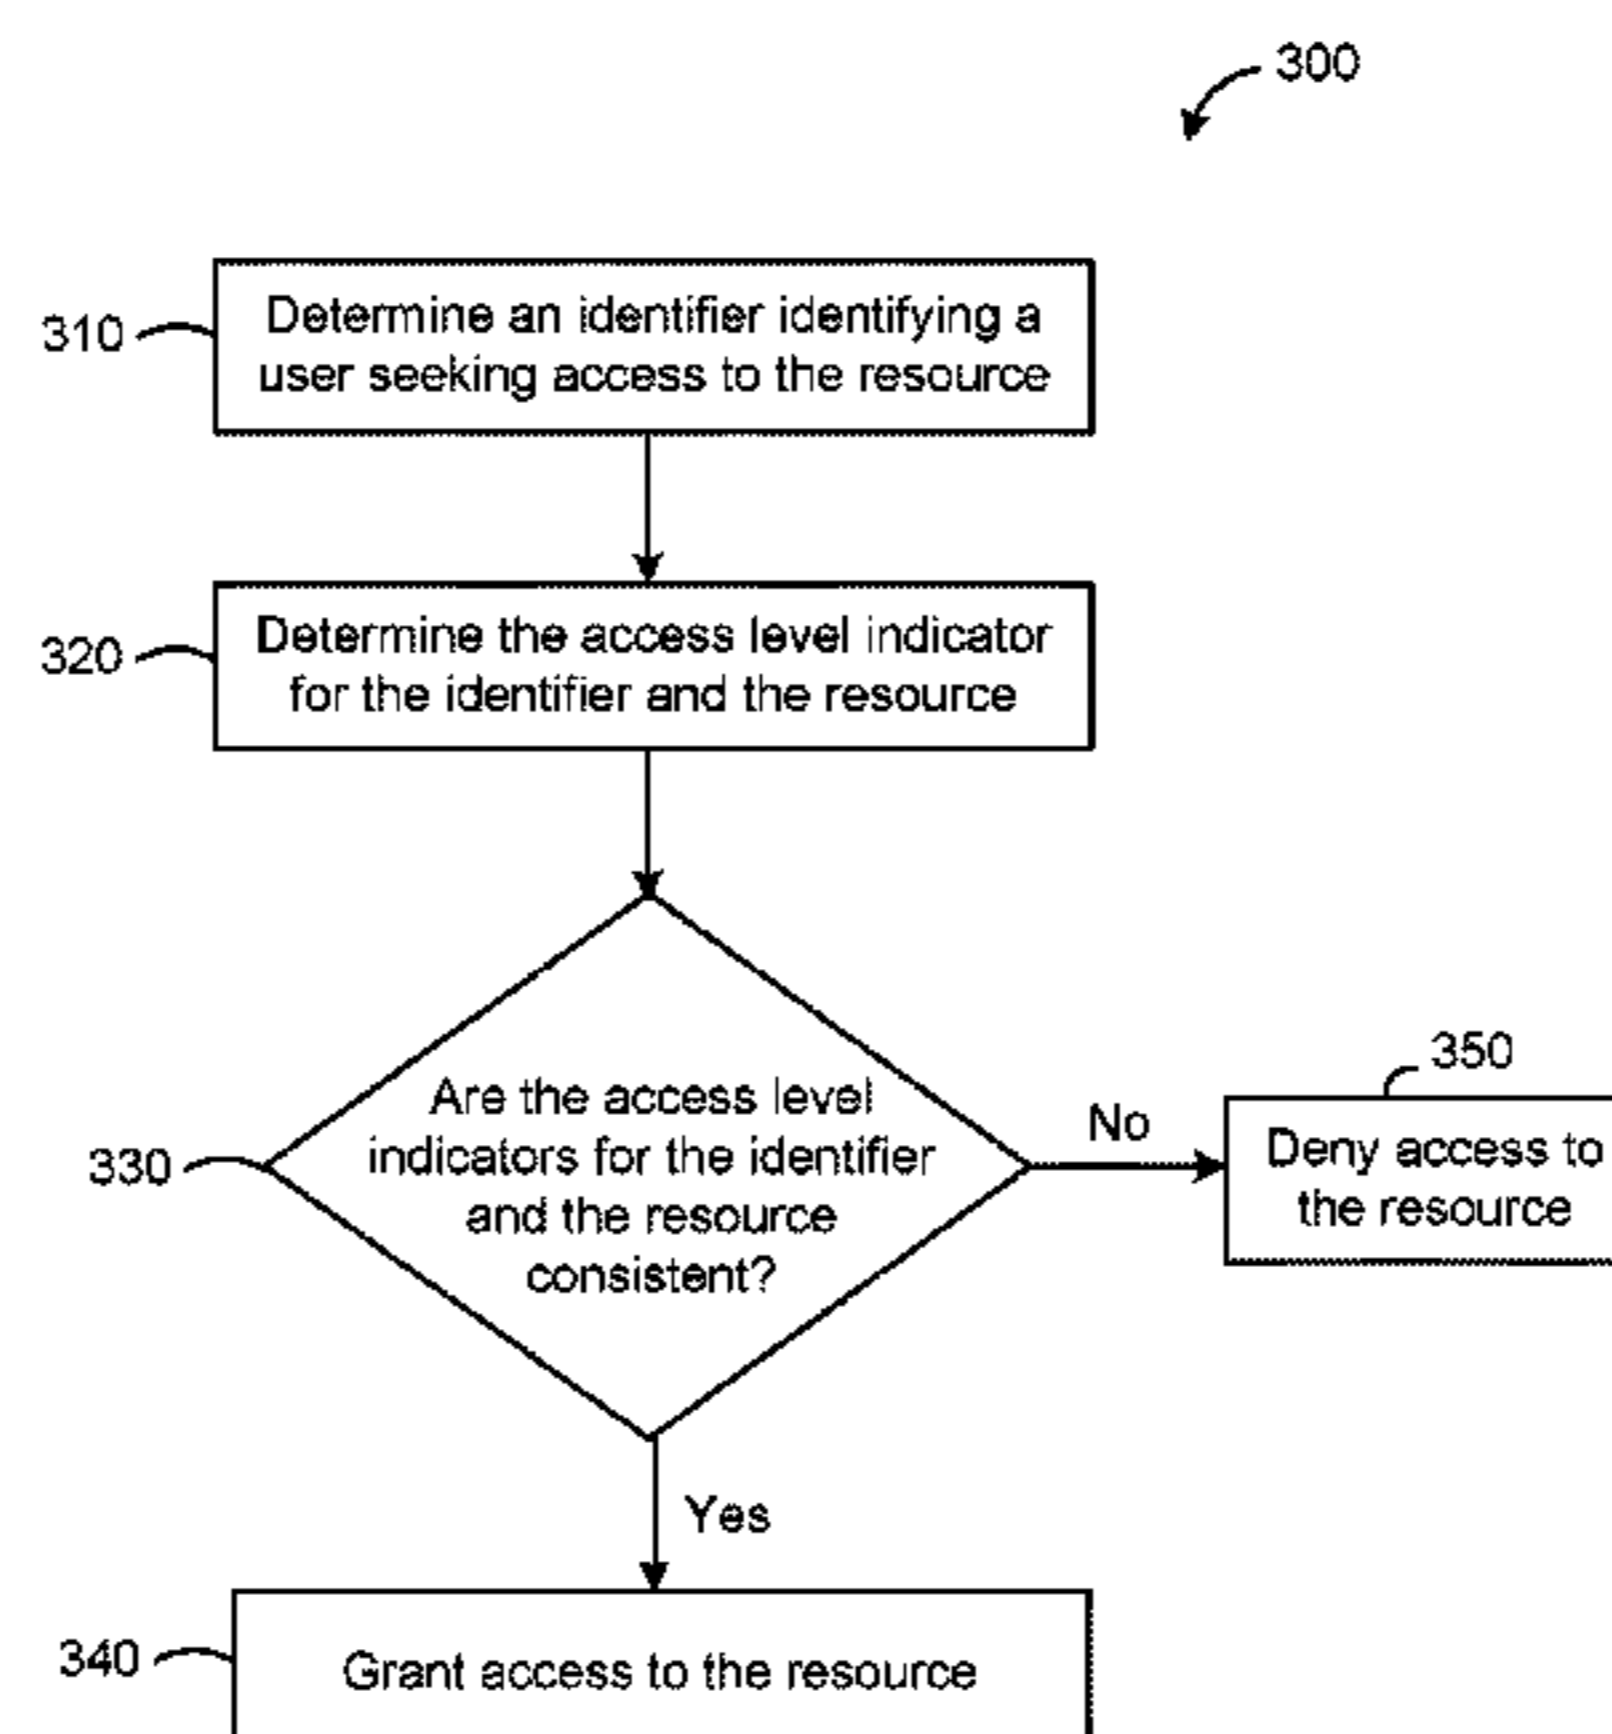 300
310
Determine an identifier identifying a
user seeking access to the resource
320
Determine the access level indicator
for the identifier and the resource
330
Are the access level
indicators for the identifier
and the resource
consistent?
No
350
Deny access to
the resource
Yes
340
Grant access to the resource